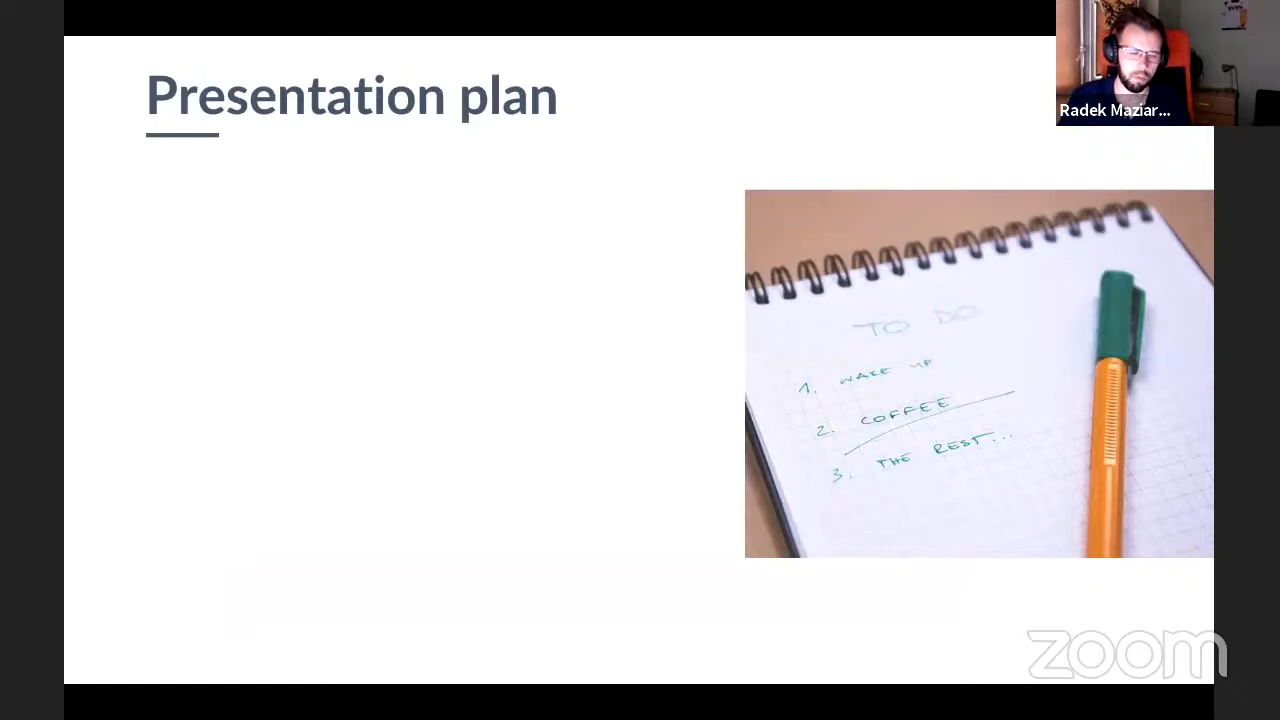 Presentation plan
Radek Maziar...
TO DO
1. WAKE UP
2. COFFEE
3. THE REST...
zoom